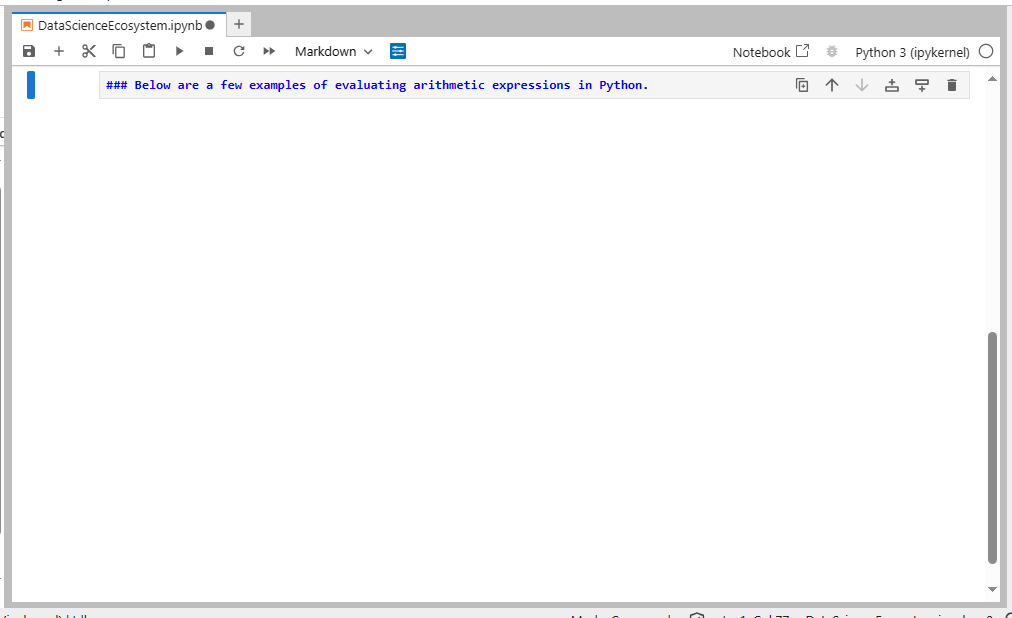 DataScienceEcosystem.ipynb
Markdown
Notebook
Python 3 (ipykernel)
### Below are a few examples of evaluating arithmetic expressions in Python.